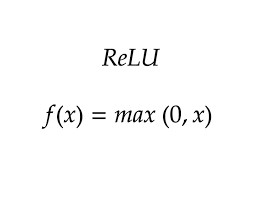 ReLU
f(x) = max (0, x)